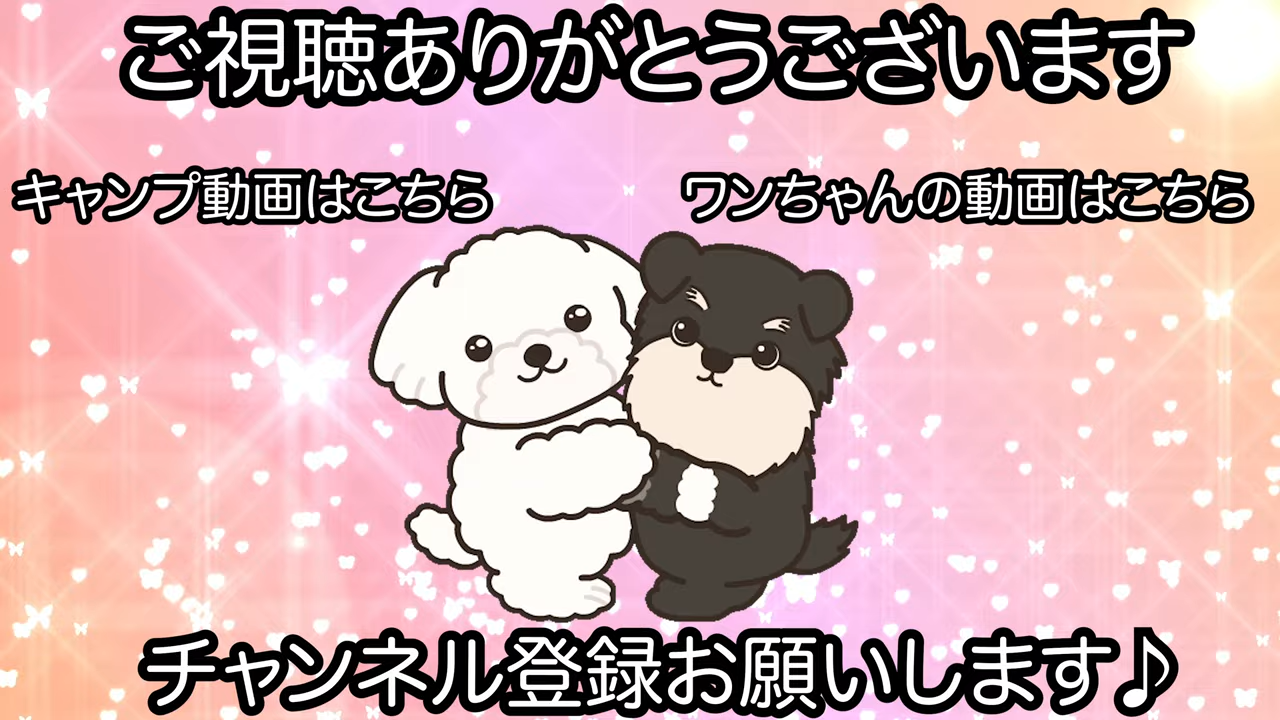 ご視聴ありがとうございます
キャンプ動画はこちら
ワンちゃんの動画はこちら
チャンネル登録お願いします♪